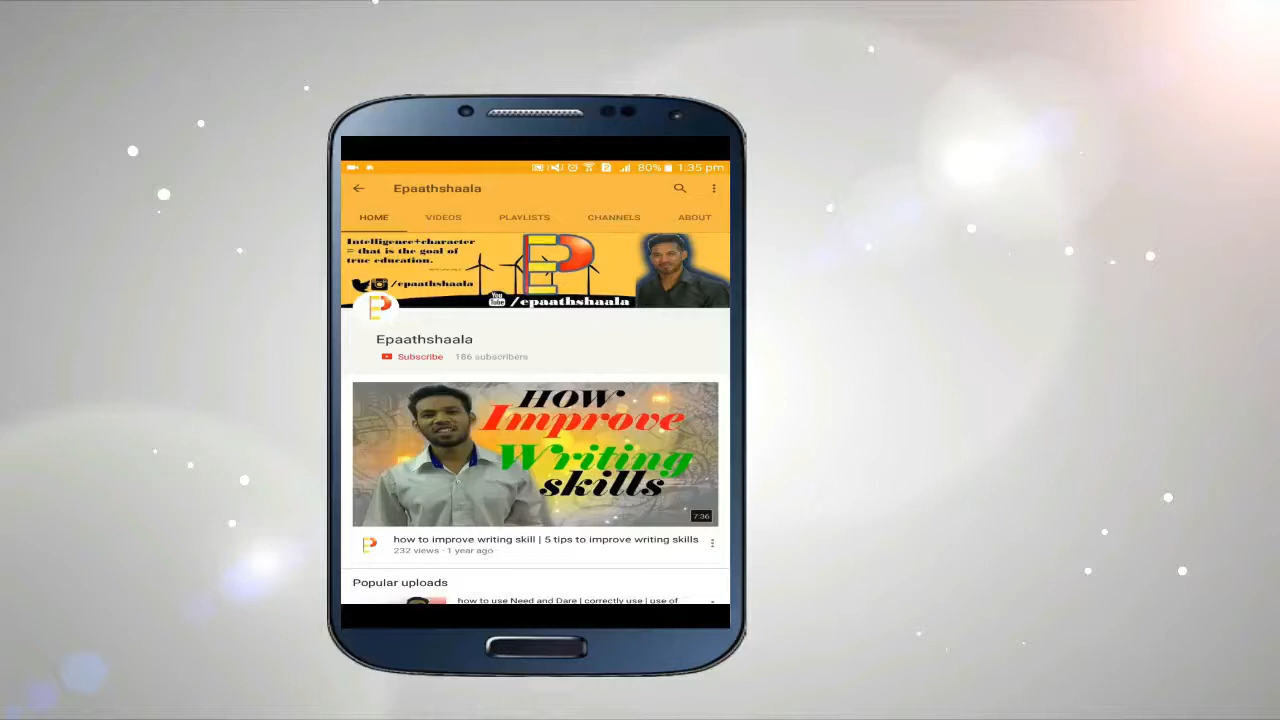 80% 1.35 pm
Epaathshaala
HOME VIDEOS PLAYLISTS CHANNELS ABOUT
Intelligence+character
= that is the goal of
true education.
/epaathshaala
You Tube /epaathshaala
Epaathshaala
Subscribe 186 subscribers
HOW
Improve
Writing
skills
7:36
how to improve writing skill | 5 tips to improve writing skills
232 views · 1 year ago
Popular uploads
how to use Need and Dare | correctly use | use of